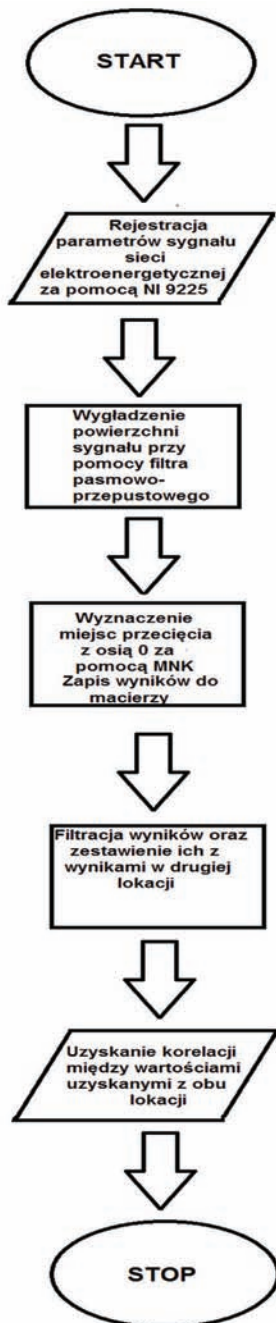 START
Rejestracja
parametrów sygnału
sieci
elektroenergetycznej
za pomocą NI 9225
Wygładzenie
powierzchni
sygnału przy
pomocy filtra
pasmowo-
przepustowego
Wyznaczenie
miejsc przecięcia
z osią 0 za
pomocą MNK
Zapis wyników do
macierzy
Filtracja wyników oraz
zestawienie ich z
wynikami w drugiej
lokacji
Uzyskanie korelacji
między wartościami
uzyskanymi z obu
lokacji
STOP